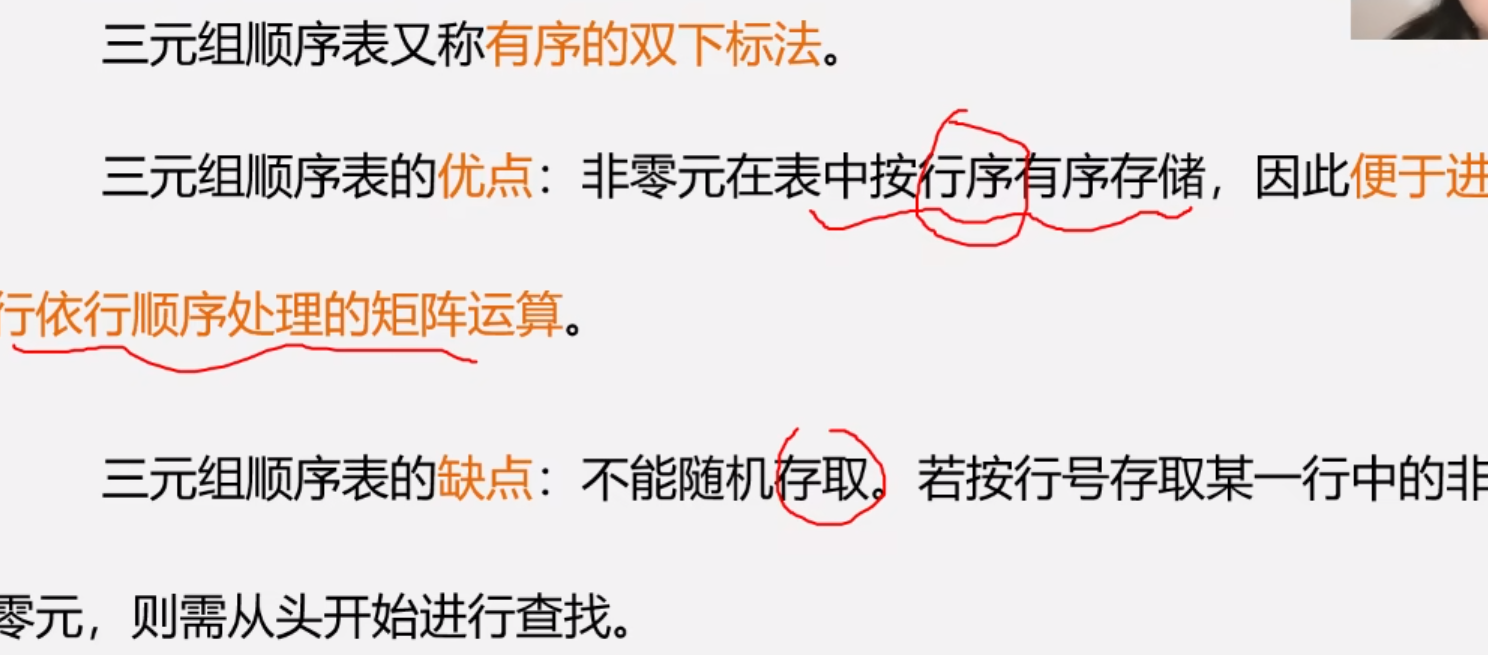 三元组顺序表又称有序的双下标法。
三元组顺序表的优点：非零元在表中按行序有序存储，因此便于进
行依行顺序处理的矩阵运算。
三元组顺序表的缺点：不能随机存取。若按行号存取某一行中的非
零元，则需从头开始进行查找。